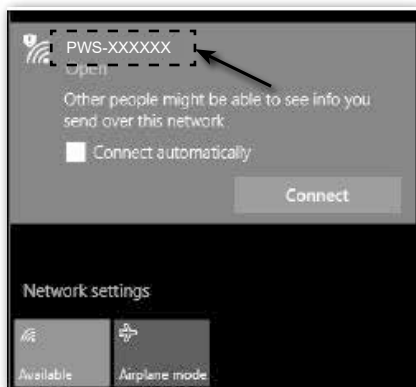 PWS-XXXXXX
Open
Other people might be able to see info you
send over this network
Connect automatically
Connect
Network settings
Available
Airplane mode